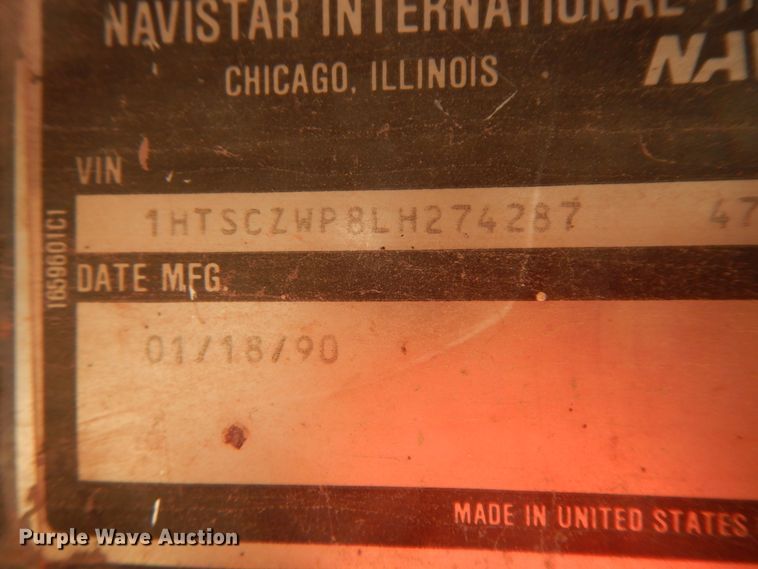 NAVISTAR INTERNATIONAL
CHICAGO, ILLINOIS
VIN
1HTSCZWP8LH274287 47
DATE MFG.
01/18/90
1659601C1
MADE IN UNITED STATES
Purple Wave Auction